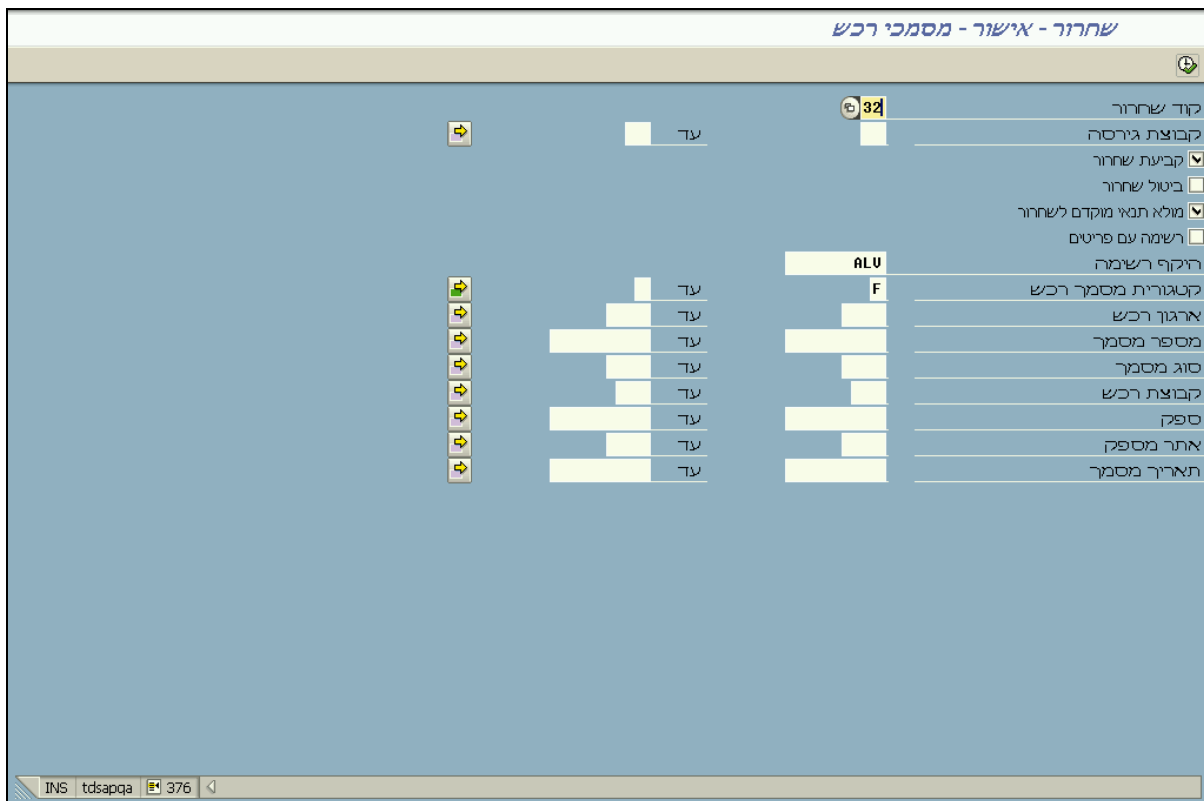 שחרור - אישור - מסמכי רכש
קוד שחרור 32
קבוצת גירסה עד
קביעת שחרור
ביטול שחרור
מולא תנאי מוקדם לשחרור
רשימה עם פריטים
היקף רשימה ALV
קטגורית מסמך רכש F עד
ארגון רכש עד
מספר מסמך עד
סוג מסמך עד
קבוצת רכש עד
ספק עד
אתר מספק עד
תאריך מסמך עד
INS tdsapqa 376